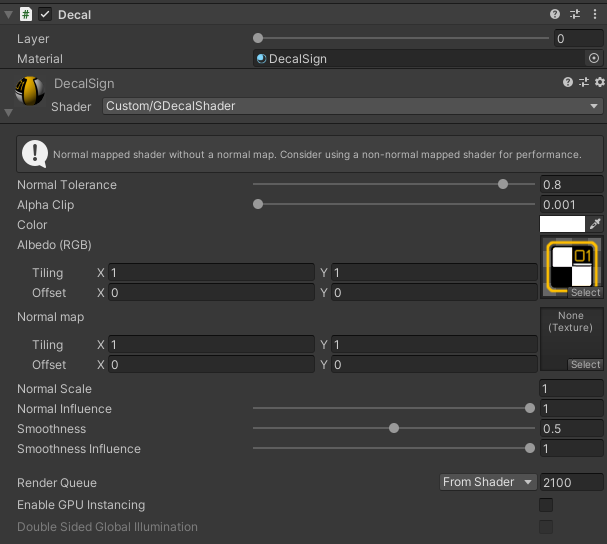 Decal
Layer 0
Material DecalSign
DecalSign
Shader Custom/GDecalShader
Normal mapped shader without a normal map. Consider using a non-normal mapped shader for performance.
Normal Tolerance 0.8
Alpha Clip 0.001
Color
Albedo (RGB)
01
Tiling X 1 Y 1
Offset X 0 Y 0
Select
Normal map
None
(Texture)
Tiling X 1 Y 1
Offset X 0 Y 0
Select
Normal Scale 1
Normal Influence 1
Smoothness 0.5
Smoothness Influence 1
Render Queue From Shader 2100
Enable GPU Instancing
Double Sided Global Illumination